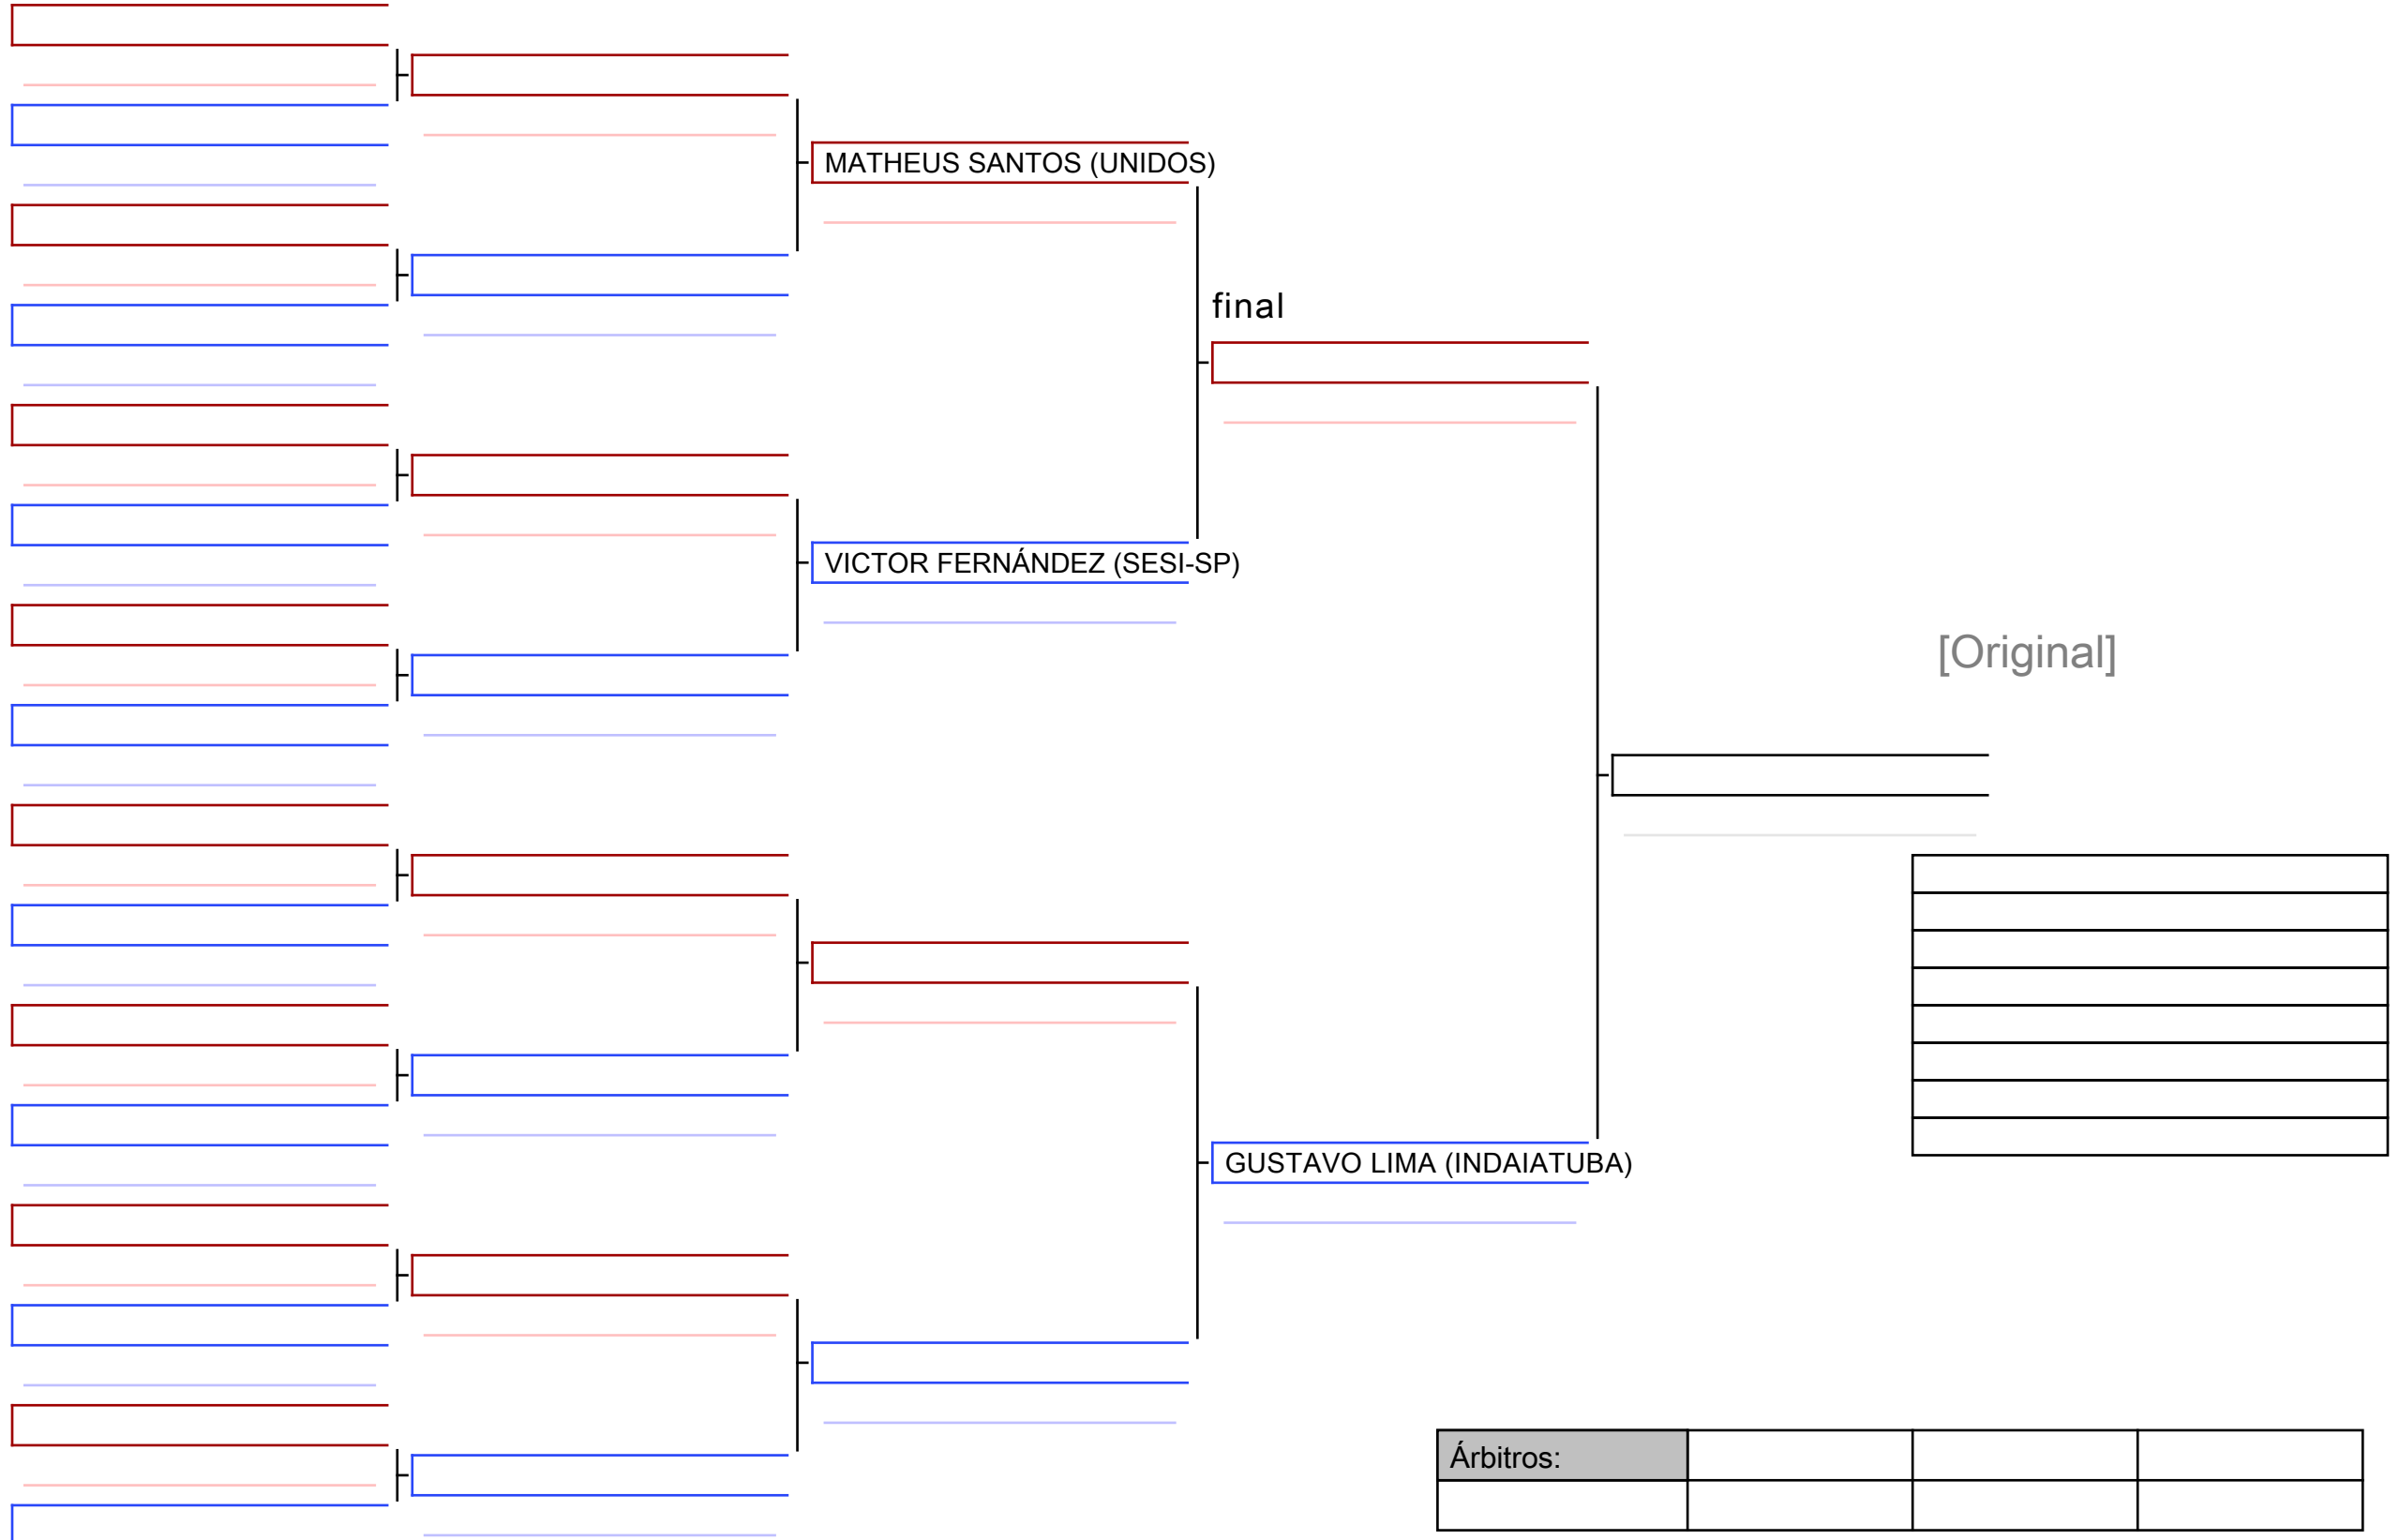 MATHEUS SANTOS (UNIDOS)
final
VICTOR FERNÁNDEZ (SESI-SP)
[Original]
GUSTAVO LIMA (INDAIATUBA)
Árbitros: